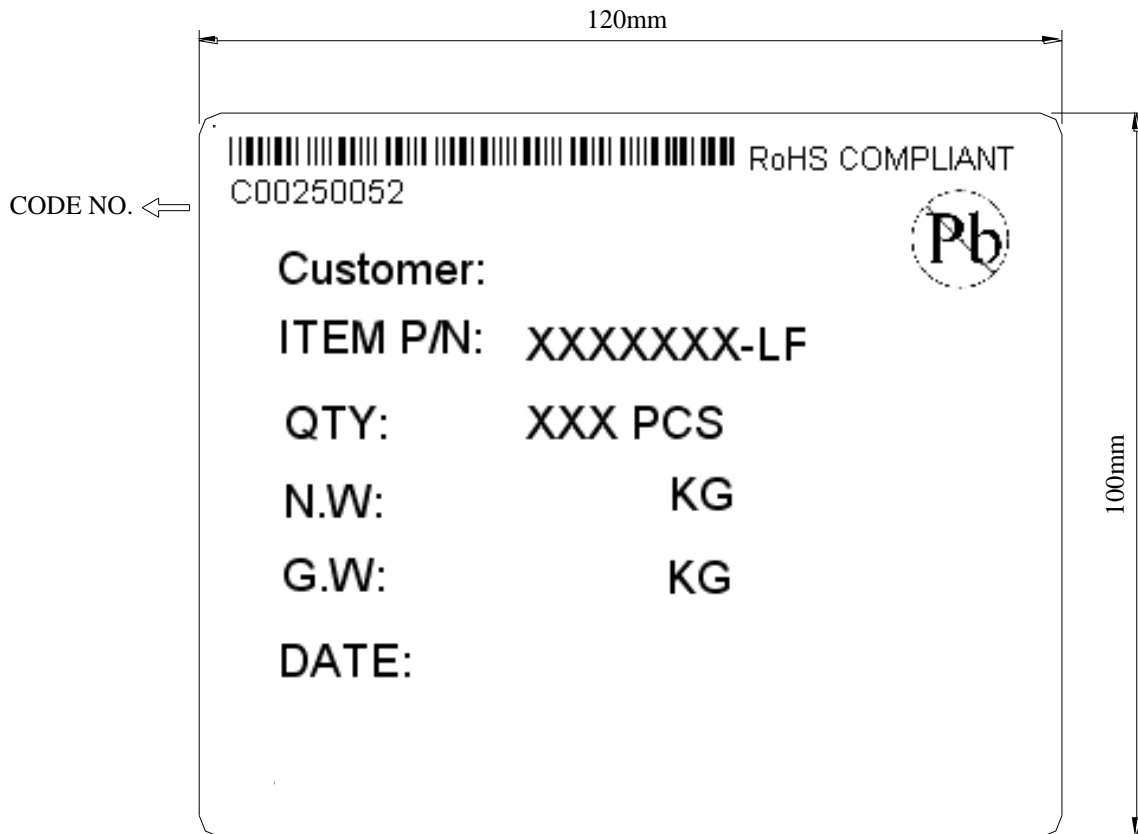 120mm
RoHS COMPLIANT
C00250052
CODE NO.
Pb
Customer:
ITEM P/N: XXXXXXX-LF
QTY: XXX PCS
N.W: KG
G.W: KG
DATE:
100mm